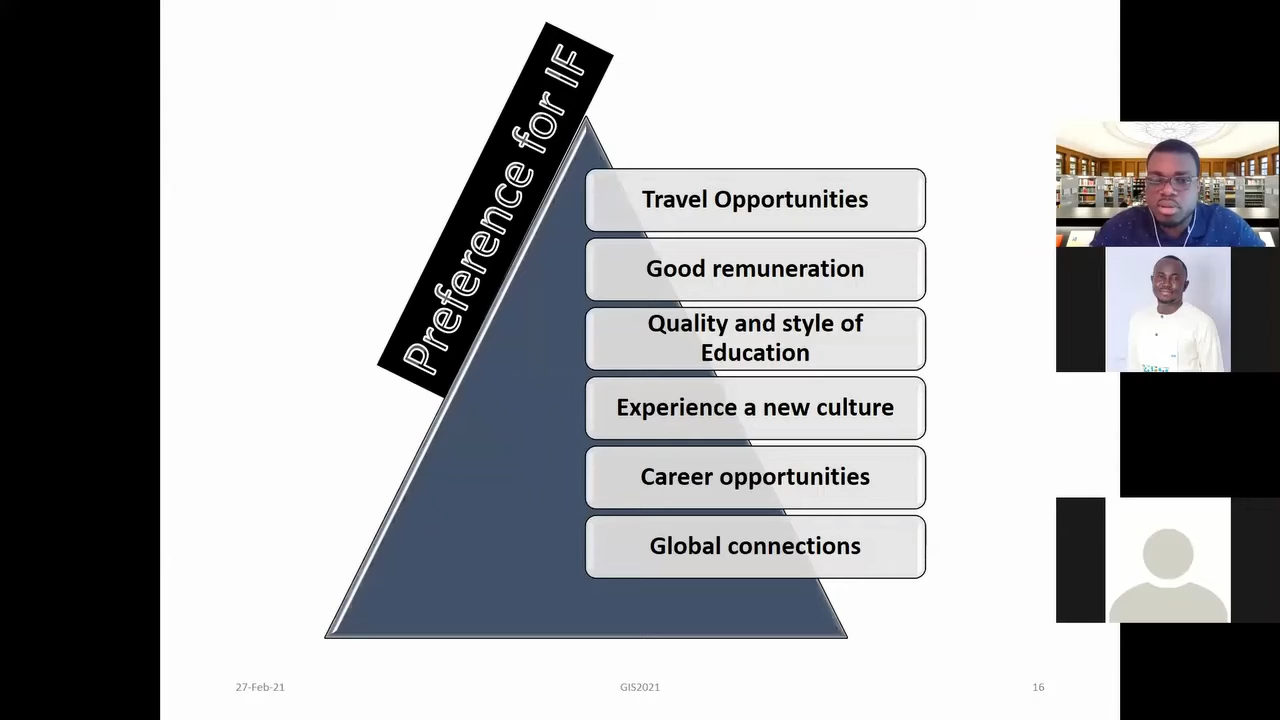 Preference for IF
Travel Opportunities
Good remuneration
Quality and style of
Education
Experience a new culture
Career opportunities
Global connections
27-Feb-21
GIS2021
16